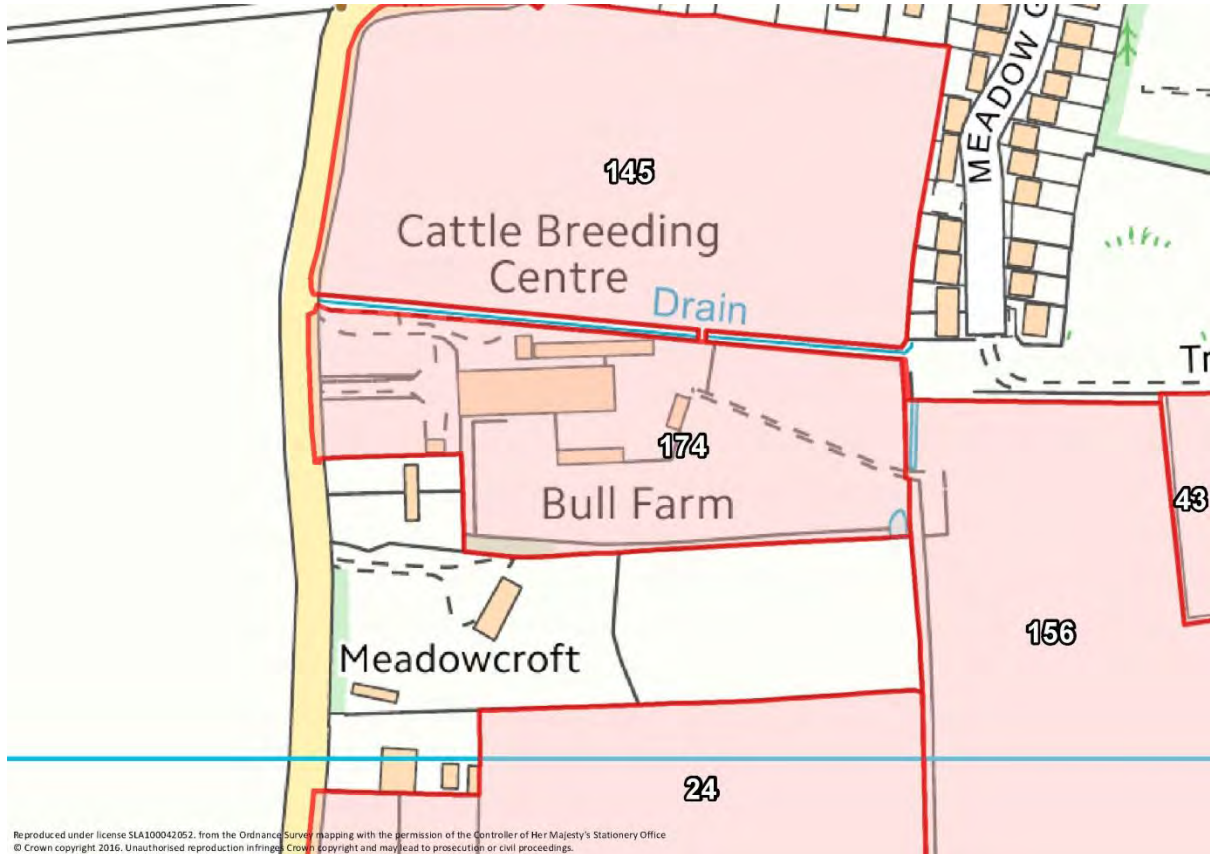 MEADOW G
145
Cattle Breeding
Centre
Drain
Tr
174
43
Bull Farm
156
Meadowcroft
24
Reproduced under license SLA100042052. from the Ordnance Survey mapping with the permission of the Controller of Her Majesty's Stationery Office
© Crown copyright 2016. Unauthorised reproduction infringes Crown copyright and may lead to prosecution or civil proceedings.